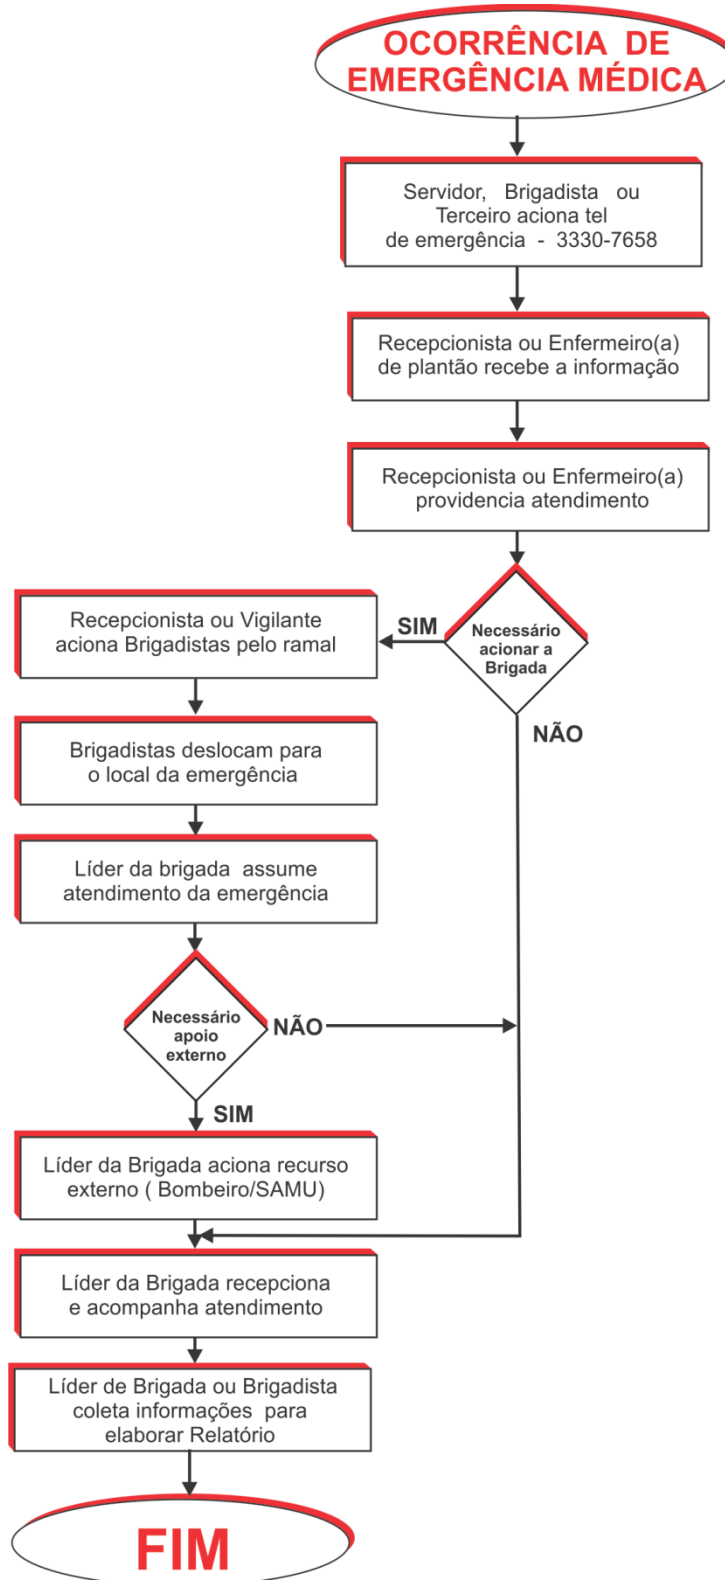 OCORRÊNCIA DE
EMERGÊNCIA MÉDICA
Servidor, Brigadista ou
Terceiro aciona tel
de emergência - 3330-7658
Recepcionista ou Enfermeiro(a)
de plantão recebe a informação
Recepcionista ou Enfermeiro(a)
providencia atendimento
Necessário
acionar a
Brigada
SIM
NÃO
Recepcionista ou Vigilante
aciona Brigadistas pelo ramal
Brigadistas deslocam para
o local da emergência
Líder da brigada assume
atendimento da emergência
Necessário
apoio
externo
NÃO
SIM
Líder da Brigada aciona recurso
externo ( Bombeiro/SAMU)
Líder da Brigada recepciona
e acompanha atendimento
Líder de Brigada ou Brigadista
coleta informações para
elaborar Relatório
FIM